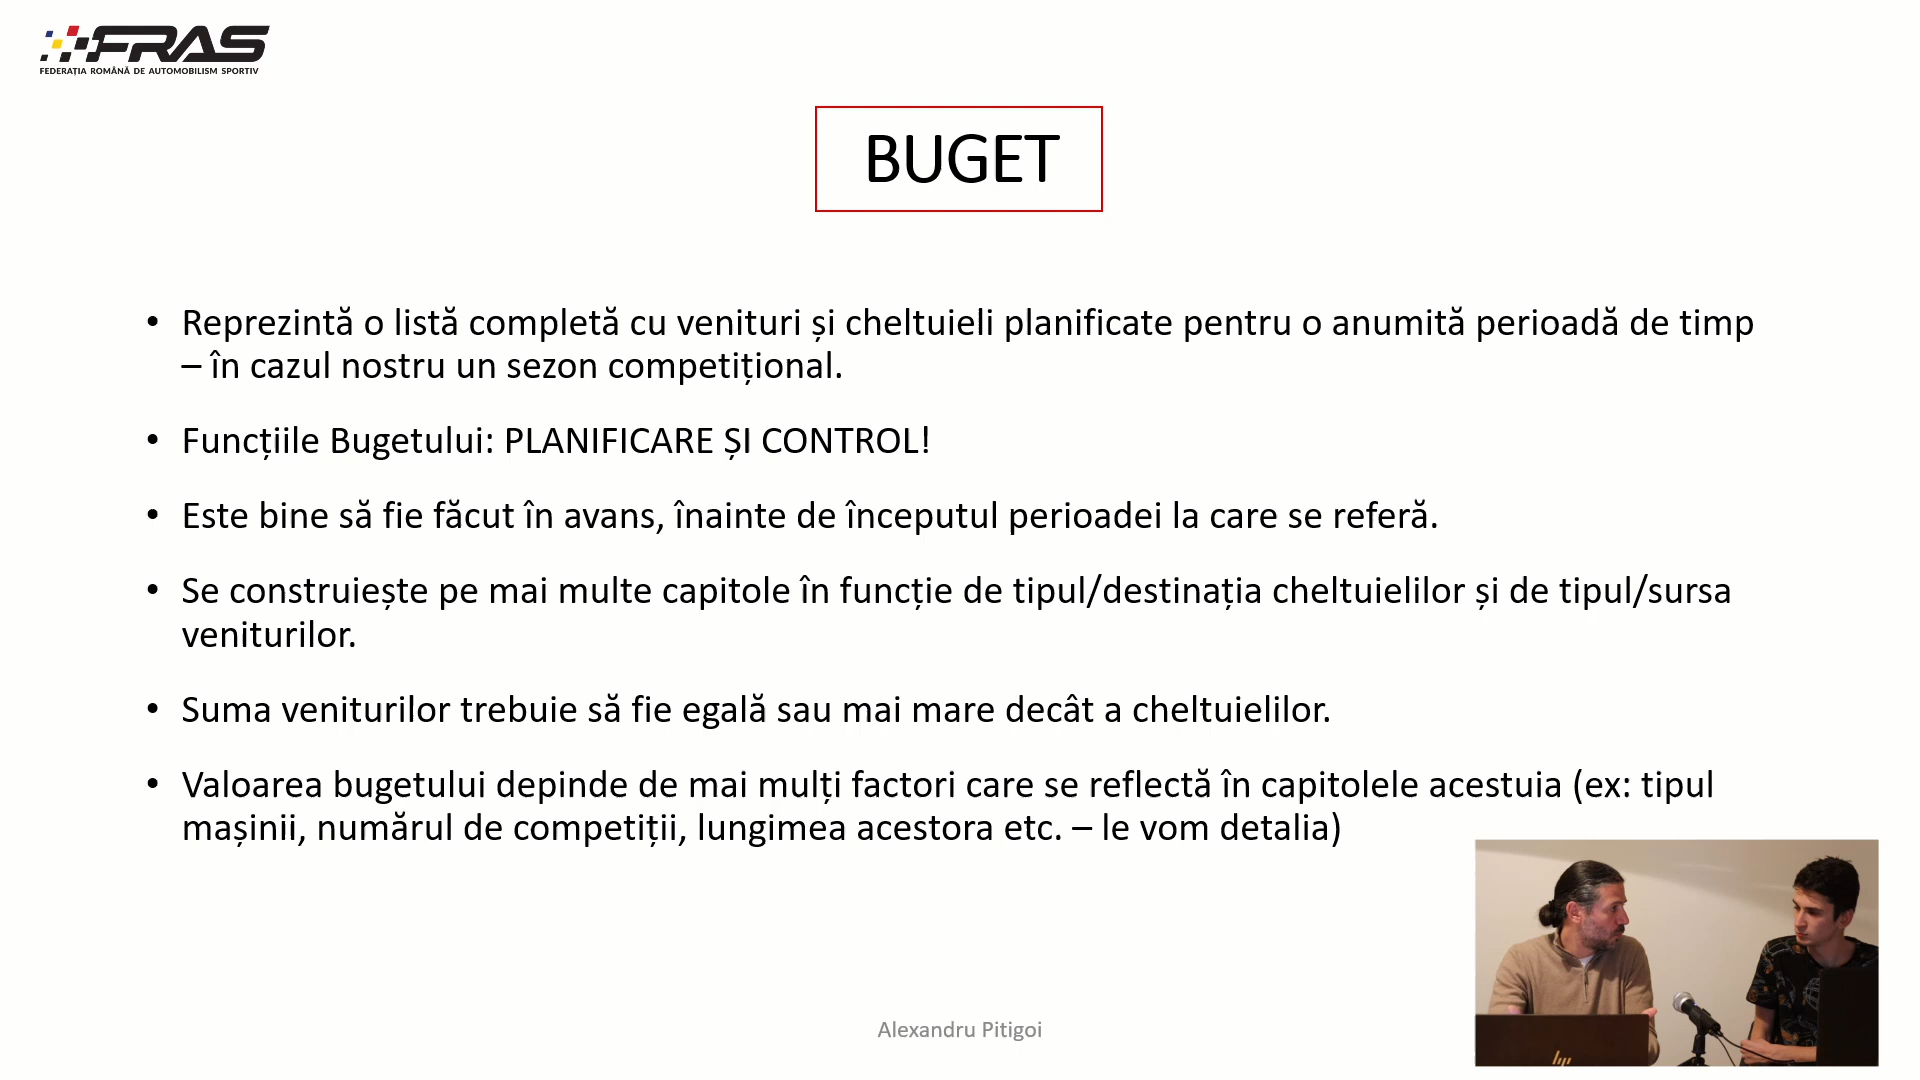 FRAS
FEDERAȚIA ROMÂNĂ DE AUTOMOBILISM SPORTIV
BUGET
• Reprezintă o listă completă cu venituri și cheltuieli planificate pentru o anumită perioadă de timp
– în cazul nostru un sezon competițional.
• Funcțiile Bugetului: PLANIFICARE ȘI CONTROL!
• Este bine să fie făcut în avans, înainte de începutul perioadei la care se referă.
• Se construiește pe mai multe capitole în funcție de tipul/destinația cheltuielilor și de tipul/sursa
veniturilor.
• Suma veniturilor trebuie să fie egală sau mai mare decât a cheltuielilor.
• Valoarea bugetului depinde de mai mulți factori care se reflectă în capitolele acestuia (ex: tipul
mașinii, numărul de competiții, lungimea acestora etc. – le vom detalia)
hp
Alexandru Pitigoi